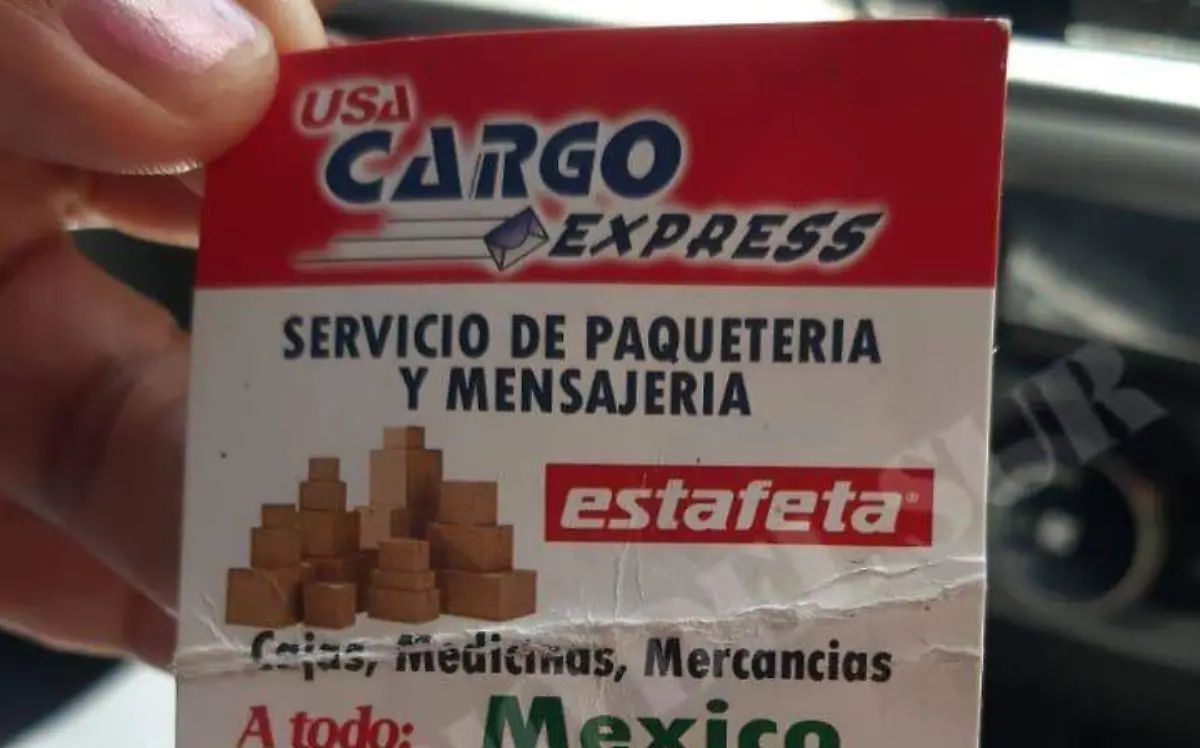 USA
CARGO
EXPRESS
SERVICIO DE PAQUETERIA
Y MENSAJERIA
estafeta®
Cajas, Medicinas, Mercancias
A todo: Mexico